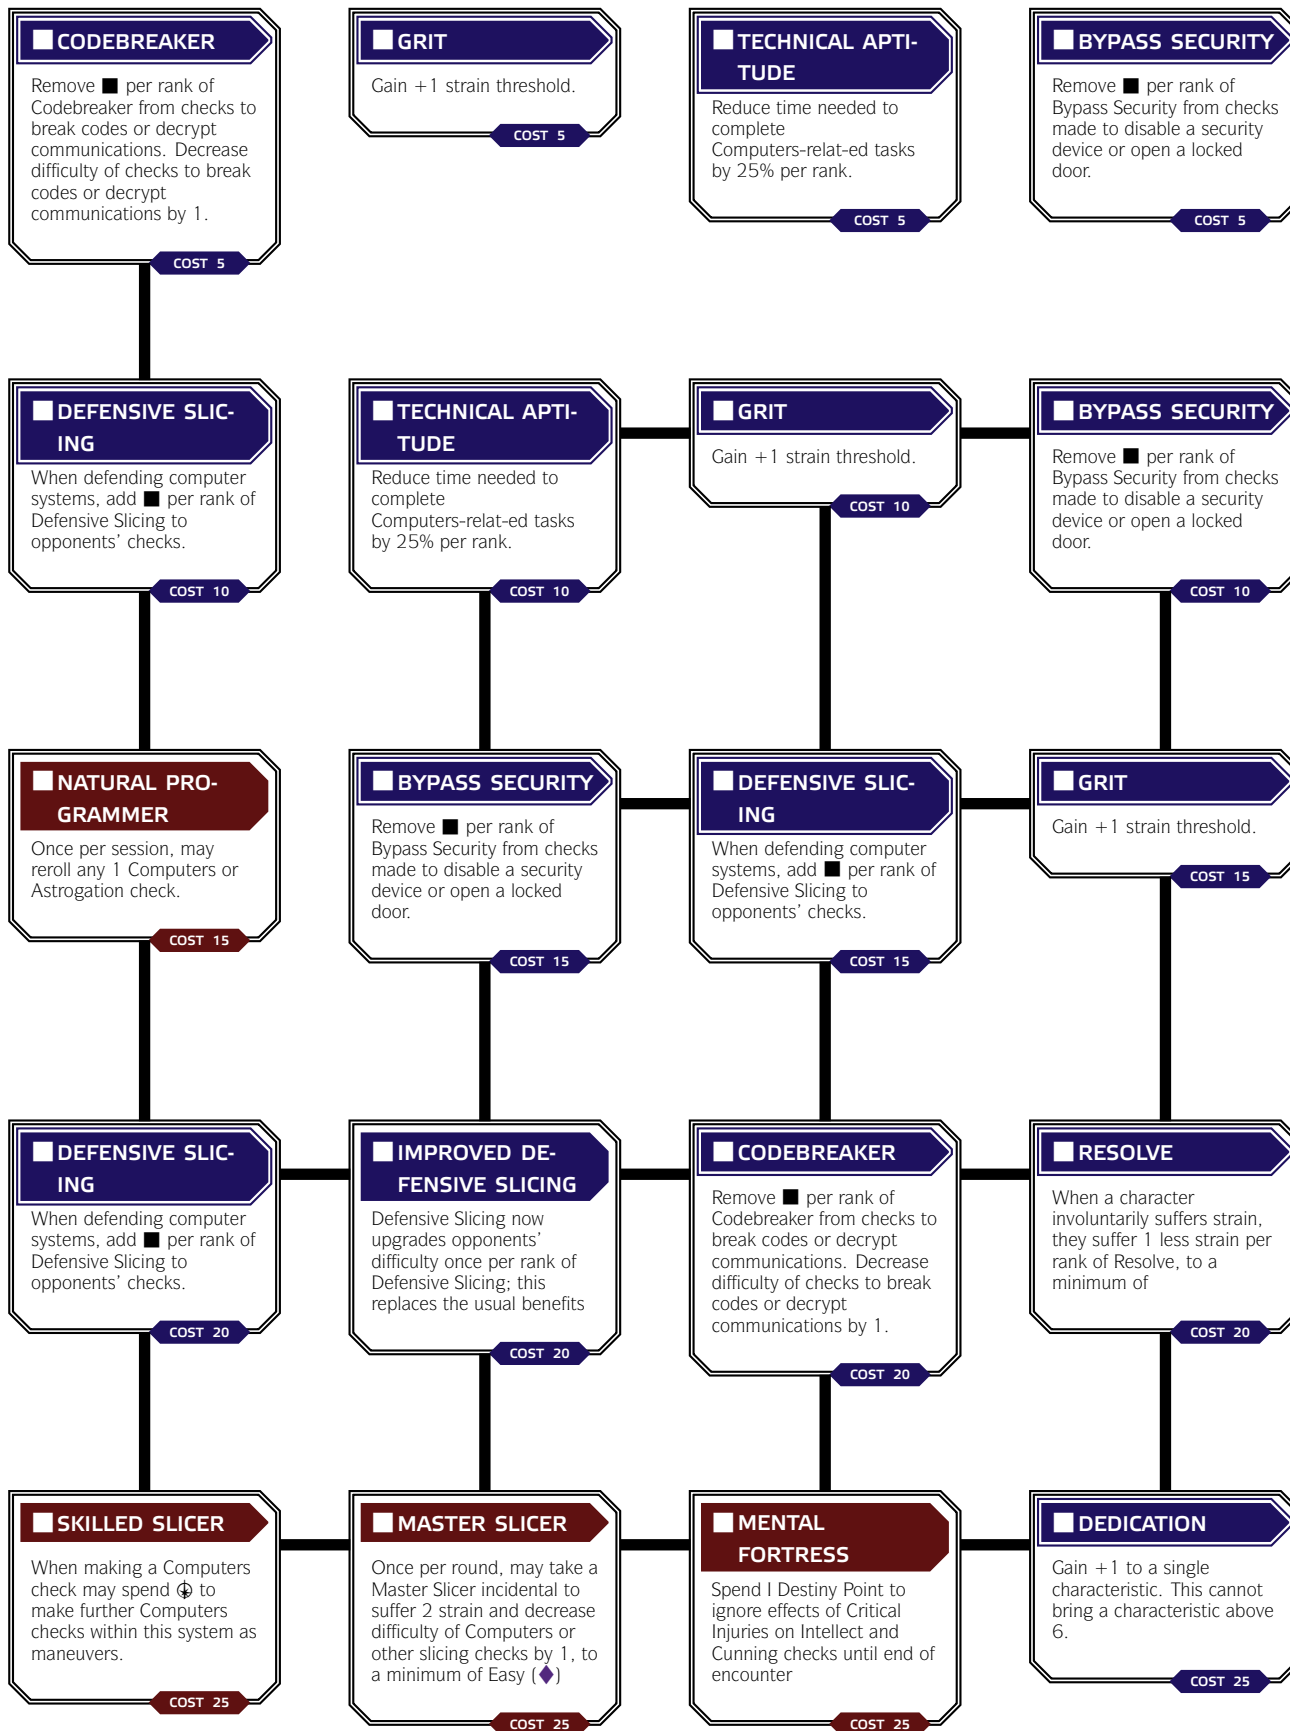 CODEBREAKER
Remove ■ per rank of
Codebreaker from checks to
break codes or decrypt
communications. Decrease
difficulty of checks to break
codes or decrypt
communications by 1.
COST 5
GRIT
Gain +1 strain threshold.
COST 5
TECHNICAL APTI-
TUDE
Reduce time needed to
complete
Computers-relat-ed tasks
by 25% per rank.
COST 5
BYPASS SECURITY
Remove ■ per rank of
Bypass Security from checks
made to disable a security
device or open a locked
door.
COST 5
DEFENSIVE SLIC-
ING
When defending computer
systems, add ■ per rank of
Defensive Slicing to
opponents' checks.
COST 10
TECHNICAL APTI-
TUDE
Reduce time needed to
complete
Computers-relat-ed tasks
by 25% per rank.
COST 10
GRIT
Gain +1 strain threshold.
COST 10
BYPASS SECURITY
Remove ■ per rank of
Bypass Security from checks
made to disable a security
device or open a locked
door.
COST 10
NATURAL PRO-
GRAMMER
Once per session, may
reroll any 1 Computers or
Astrogation check.
COST 15
BYPASS SECURITY
Remove ■ per rank of
Bypass Security from checks
made to disable a security
device or open a locked
door.
COST 15
DEFENSIVE SLIC-
ING
When defending computer
systems, add ■ per rank of
Defensive Slicing to
opponents' checks.
COST 15
GRIT
Gain +1 strain threshold.
COST 15
DEFENSIVE SLIC-
ING
When defending computer
systems, add ■ per rank of
Defensive Slicing to
opponents' checks.
COST 20
IMPROVED DE-
FENSIVE SLICING
Defensive Slicing now
upgrades opponents'
difficulty once per rank of
Defensive Slicing; this
replaces the usual benefits
COST 20
CODEBREAKER
Remove ■ per rank of
Codebreaker from checks to
break codes or decrypt
communications. Decrease
difficulty of checks to break
codes or decrypt
communications by 1.
COST 20
RESOLVE
When a character
involuntarily suffers strain,
they suffer 1 less strain per
rank of Resolve, to a
minimum of
COST 20
SKILLED SLICER
When making a Computers
check may spend to
make further Computers
checks within this system as
maneuvers.
COST 25
MASTER SLICER
Once per round, may take a
Master Slicer incidental to
suffer 2 strain and decrease
difficulty of Computers or
other slicing checks by 1, to
a minimum of Easy (◆)
COST 25
MENTAL
FORTRESS
Spend I Destiny Point to
ignore effects of Critical
Injuries on Intellect and
Cunning checks until end of
encounter
COST 25
DEDICATION
Gain +1 to a single
characteristic. This cannot
bring a characteristic above
6.
COST 25